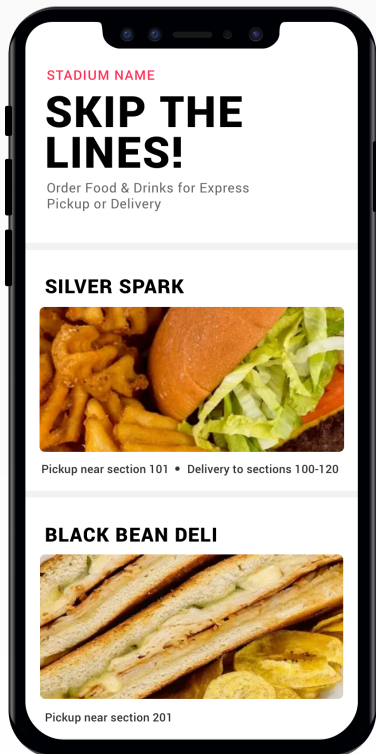 STADIUM NAME
SKIP THE
LINES!
Order Food & Drinks for Express
Pickup or Delivery
SILVER SPARK
Pickup near section 101 • Delivery to sections 100-120
BLACK BEAN DELI
Pickup near section 201